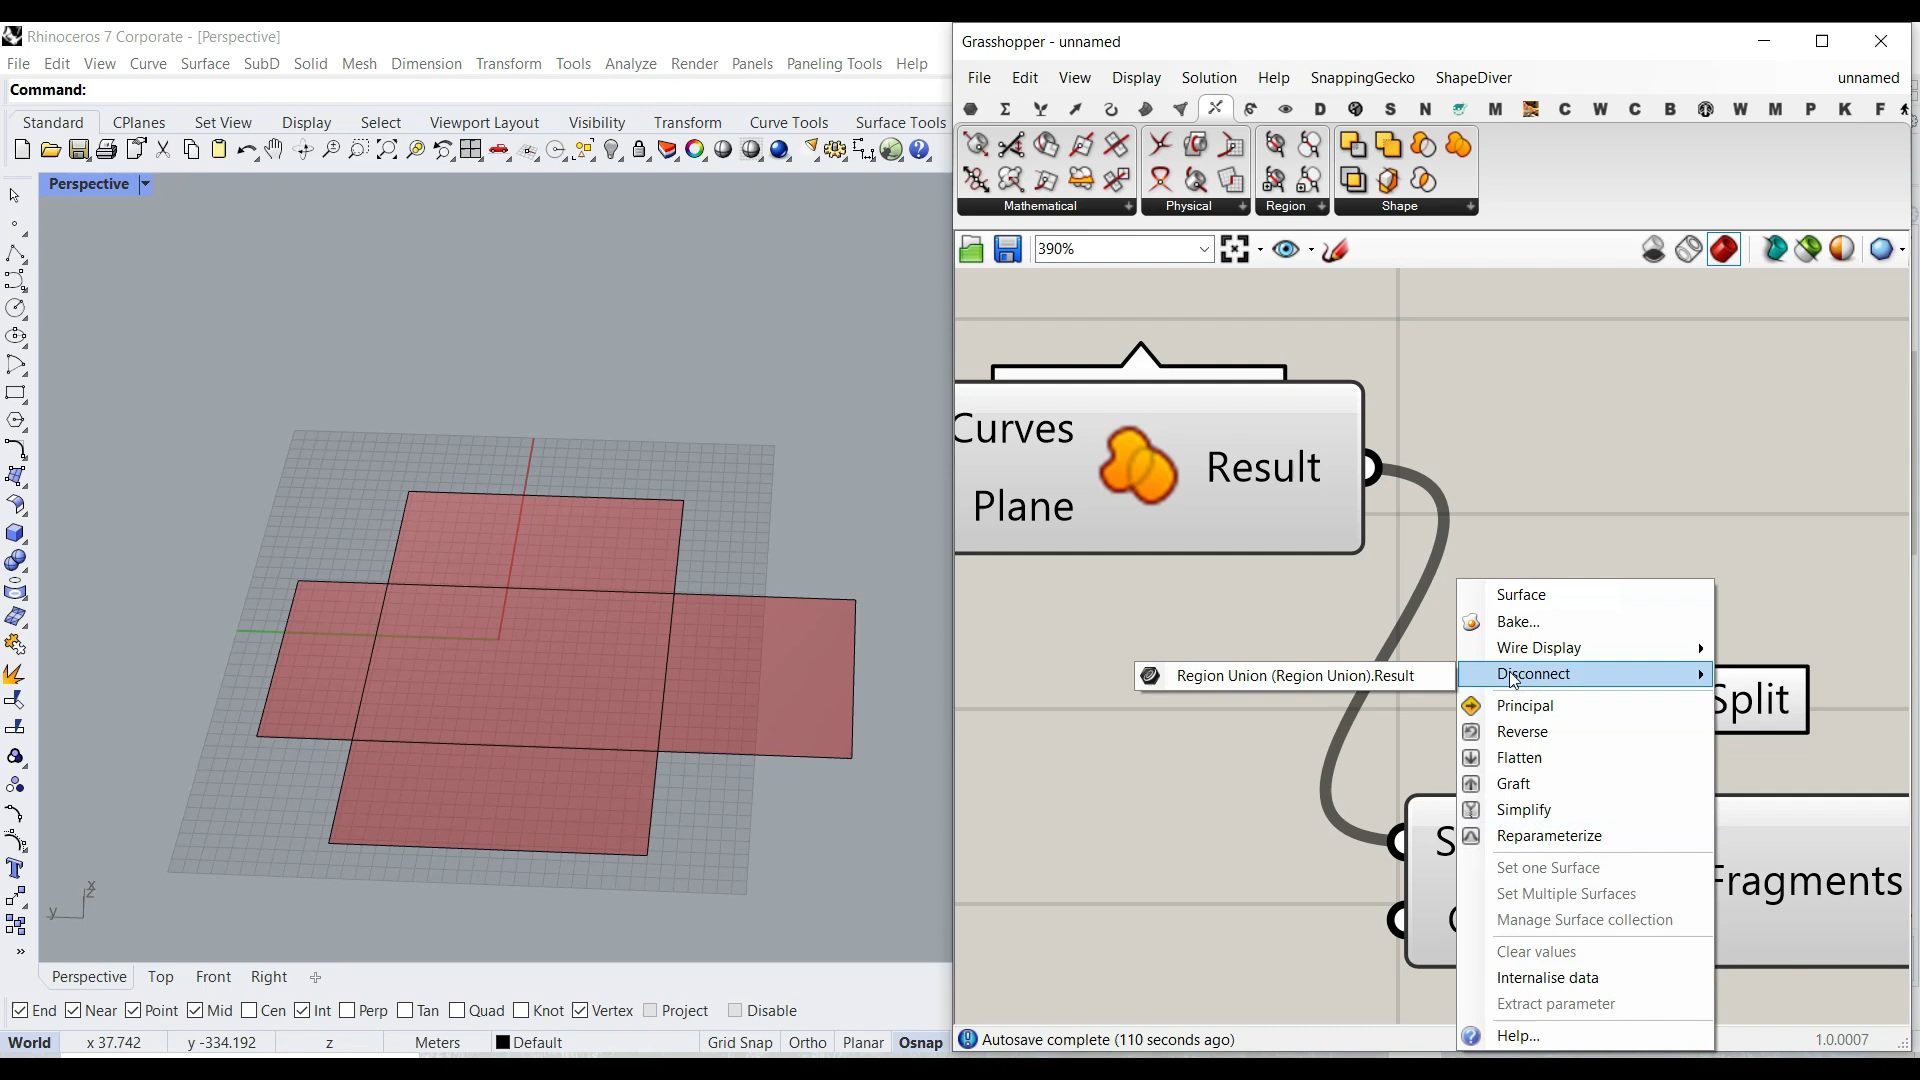 Rhinoceros 7 Corporate - [Perspective]
File Edit View Curve Surface SubD Solid Mesh Dimension Transform Tools Analyze Render Panels Paneling Tools Help
Command:
Standard CPlanes Set View Display Select Viewport Layout Visibility Transform Curve Tools Surface Tools
Perspective
x
z
y
Perspective Top Front Right
End Near Point Mid Cen Int Perp Tan Quad Knot Vertex Project Disable
World x 37.742 y -334.192 z Meters Default Grid Snap Ortho Planar Osnap
Grasshopper - unnamed
File Edit View Display Solution Help SnappingGecko ShapeDiver unnamed
D S N M C W C B W M P K F
Mathematical Physical Region Shape
390%
Curves
Plane
Result
Split
S
Fragments
Region Union (Region Union).Result
Surface
Bake...
Wire Display
Disconnect
Principal
Reverse
Flatten
Graft
Simplify
Reparameterize
Set one Surface
Set Multiple Surfaces
Manage Surface collection
Clear values
Internalise data
Extract parameter
Help...
Autosave complete (110 seconds ago)
1.0.0007